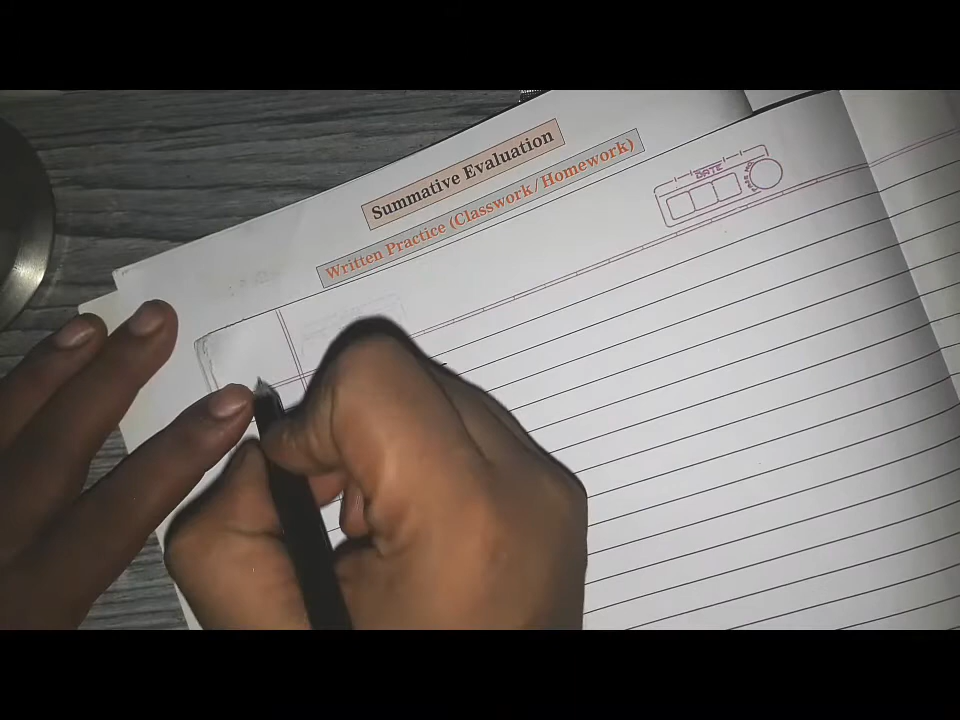 Summative Evaluation
Written Practice (Classwork/Homework)
DATE
PAGE NO.